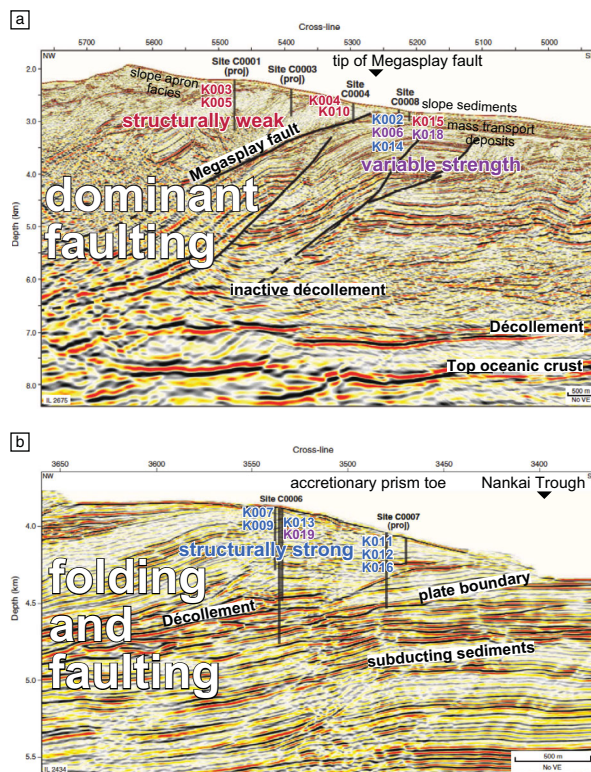 a
Cross-line
5700 5600 5500 5400 5300 5200 5100 5000
NW
Site C0001
(proj)
Site C0003
(proj)
Site
C0004
tip of Megasplay fault
Site
C0008
slope apron
facies
K003
K005
K004
K010
K002
K006
K014
K015
K018
slope sediments
mass transport
deposits
structurally weak
variable strength
Megasplay fault
dominant
faulting
inactive décollement
Décollement
Top oceanic crust
Depth (km)
2.0
3.0
4.0
5.0
6.0
7.0
8.0
IL 2675
500 m
No VE
b
Cross-line
3650 3600 3550 3500 3450 3400
NW
accretionary prism toe
Nankai Trough
Site C0006
Site C0007
(proj)
K007
K009
K013
K019
K011
K012
K016
structurally strong
folding
and
faulting
Décollement
plate boundary
subducting sediments
Depth (km)
4.0
4.5
5.0
5.5
IL 2434
500 m
No VE